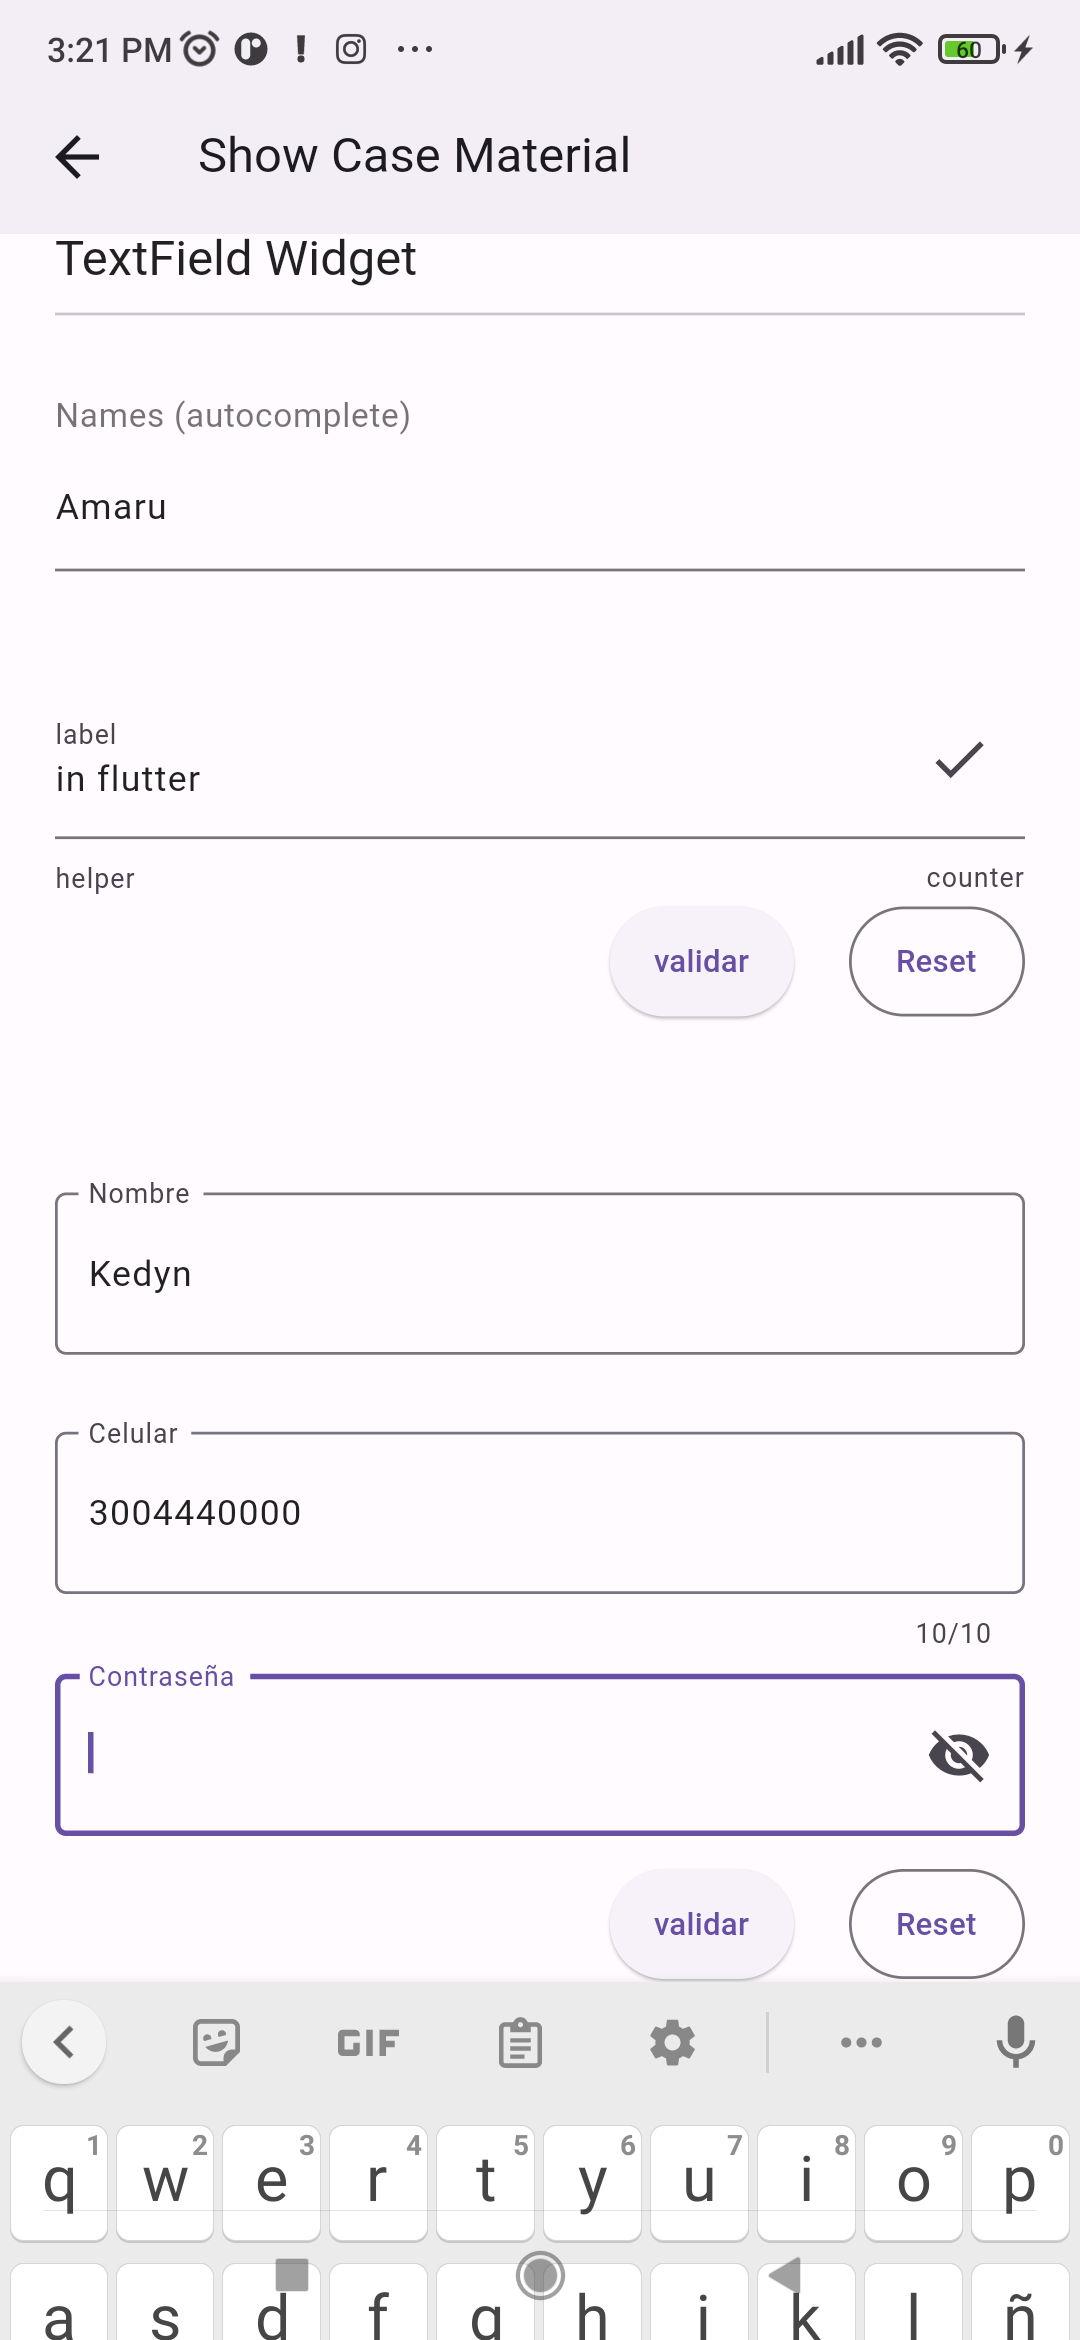 3:21 PM 60
Show Case Material
TextField Widget
Names (autocomplete)
Amaru
label
in flutter
helper counter
validar Reset
Nombre
Kedyn
Celular
3004440000
10/10
Contraseña
validar Reset
GIF
1 2 3 4 5 6 7 8 9 0
q w e r t y u i o p
a s d f g h j k l ñ